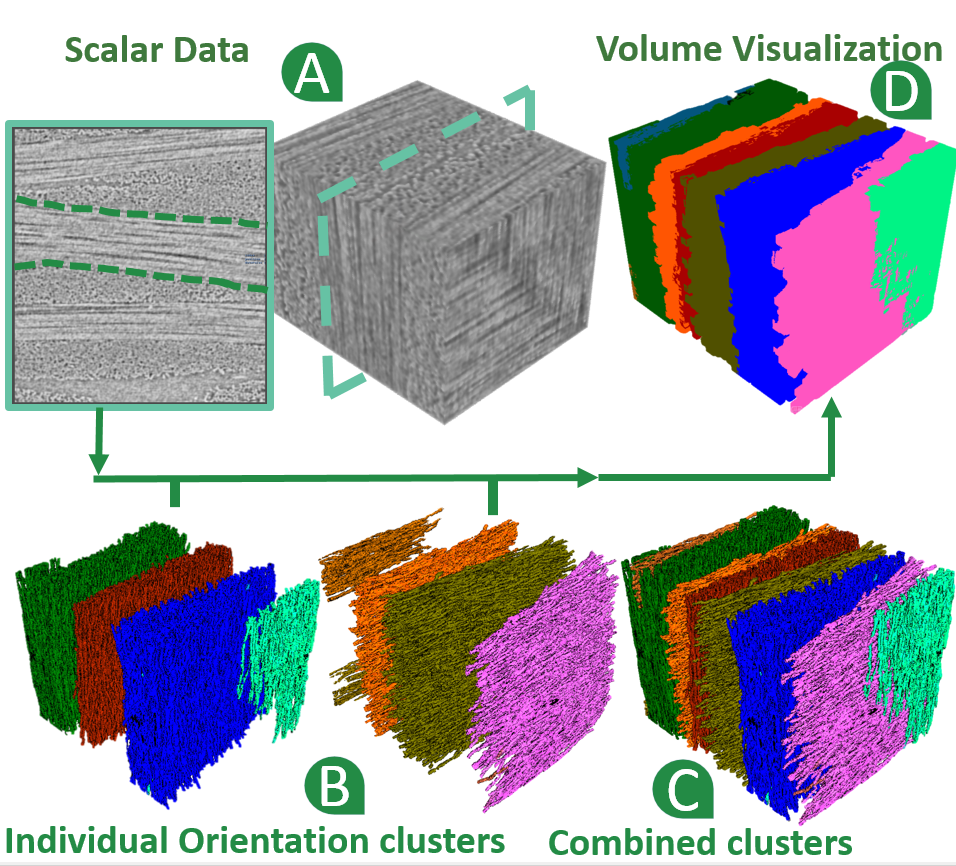 Scalar Data
A
Volume Visualization
D
B
Individual Orientation clusters
C
Combined clusters